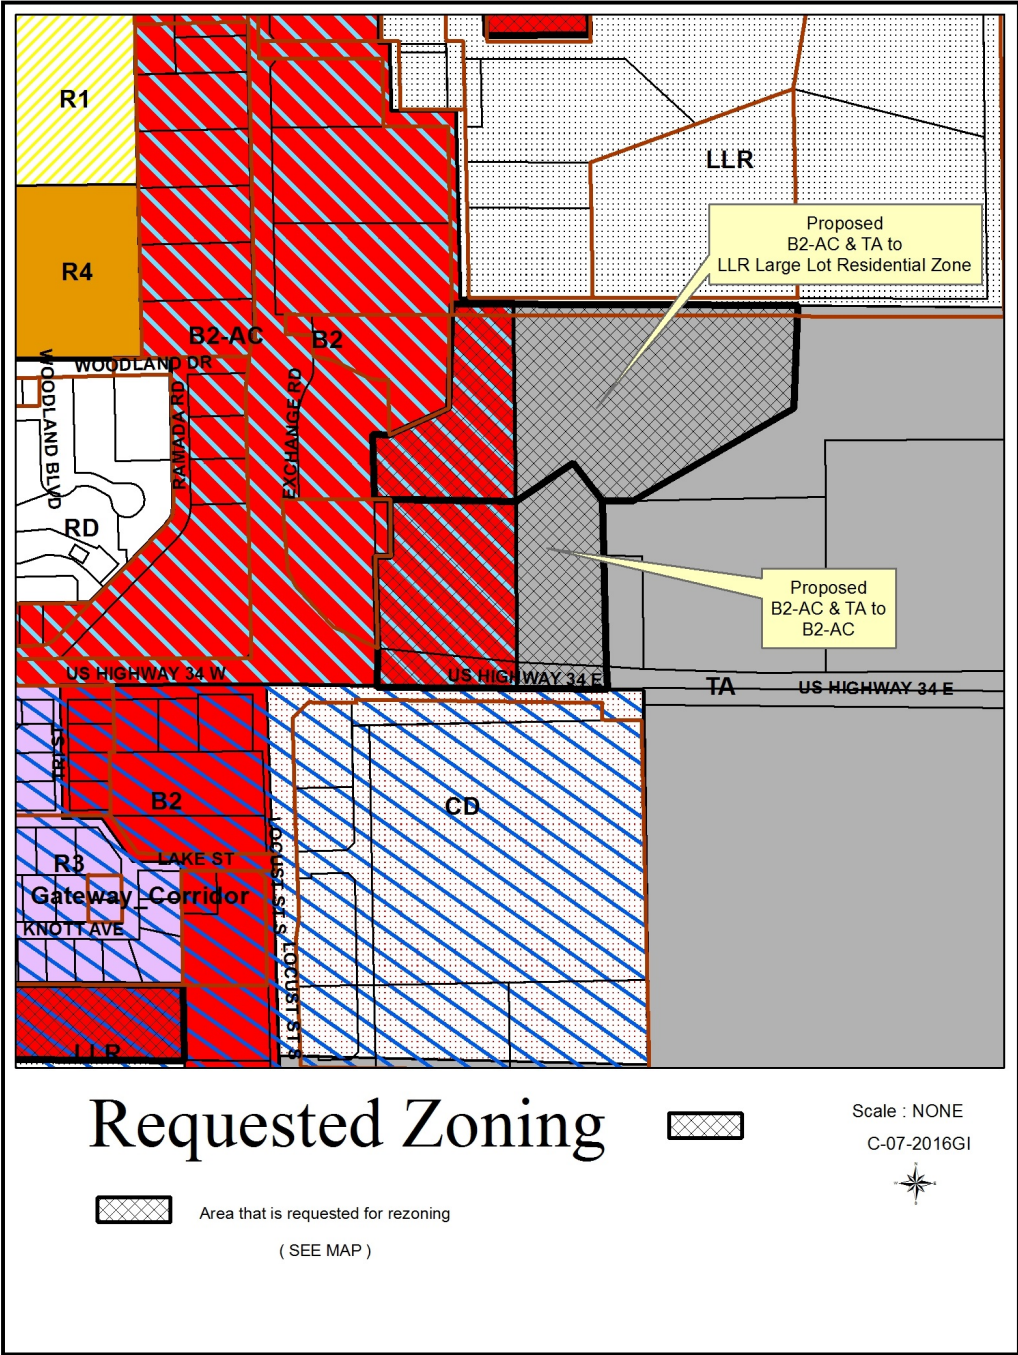 R1
LLR
Proposed
B2-AC & TA to
LLR Large Lot Residential Zone
R4
B2-AC
B2
WOODLAND DR
WOODLAND BLVD
RAMADA RD
EXCHANGE RD
RD
Proposed
B2-AC & TA to
B2-AC
US HIGHWAY 34 W
US HIGHWAY 34 E
TA
US HIGHWAY 34 E
B2
CD
LAKE ST
R3
Gateway_Corridor
KNOTT AVE
LOCUST ST S
LOCUST ST S
LLR
Requested Zoning
Scale : NONE
C-07-2016GI
Area that is requested for rezoning
( SEE MAP )